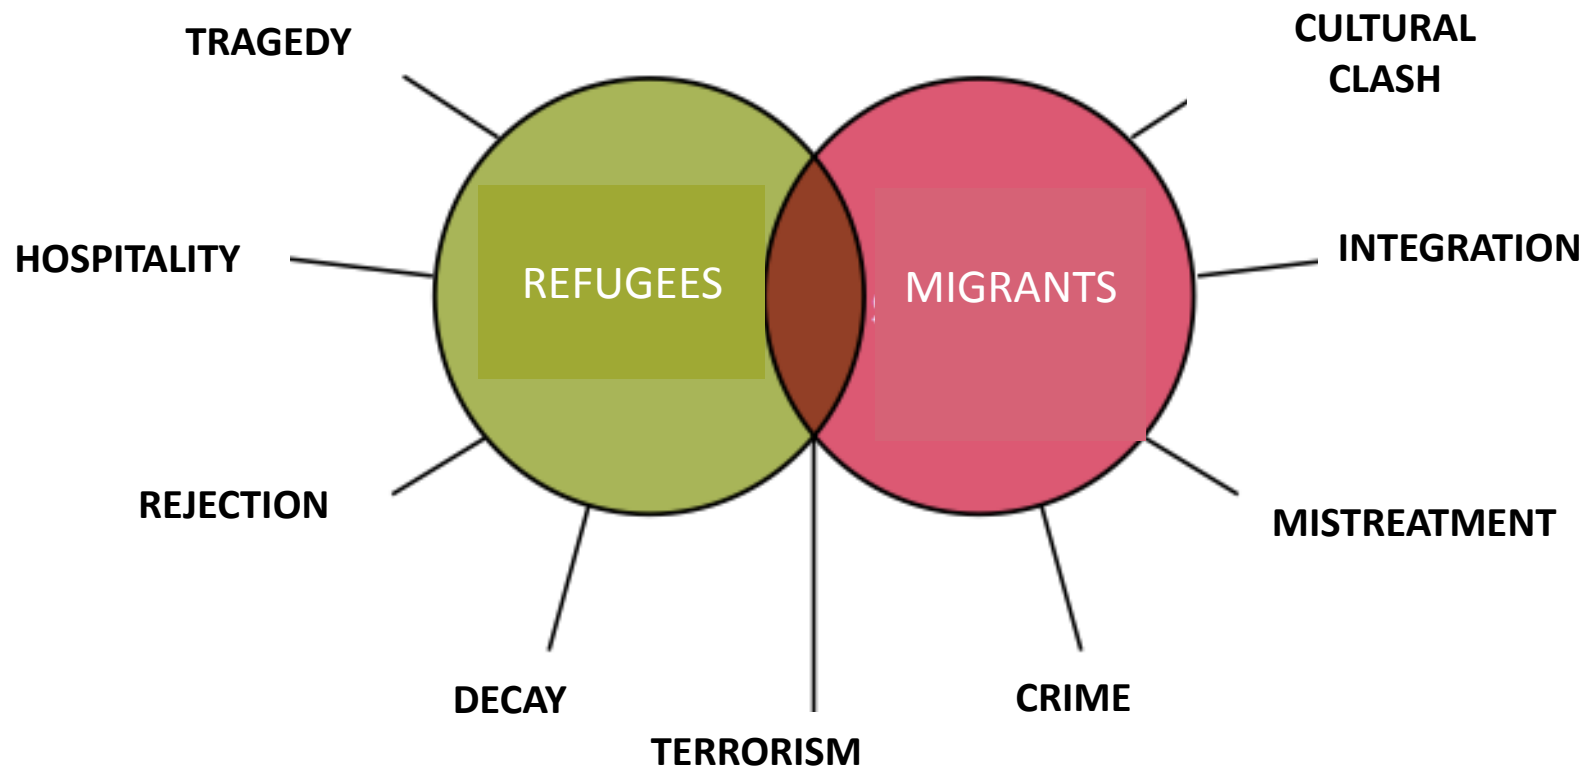 TRAGEDY
CULTURAL
CLASH
HOSPITALITY
INTEGRATION
REFUGEES
MIGRANTS
REJECTION
MISTREATMENT
DECAY
CRIME
TERRORISM